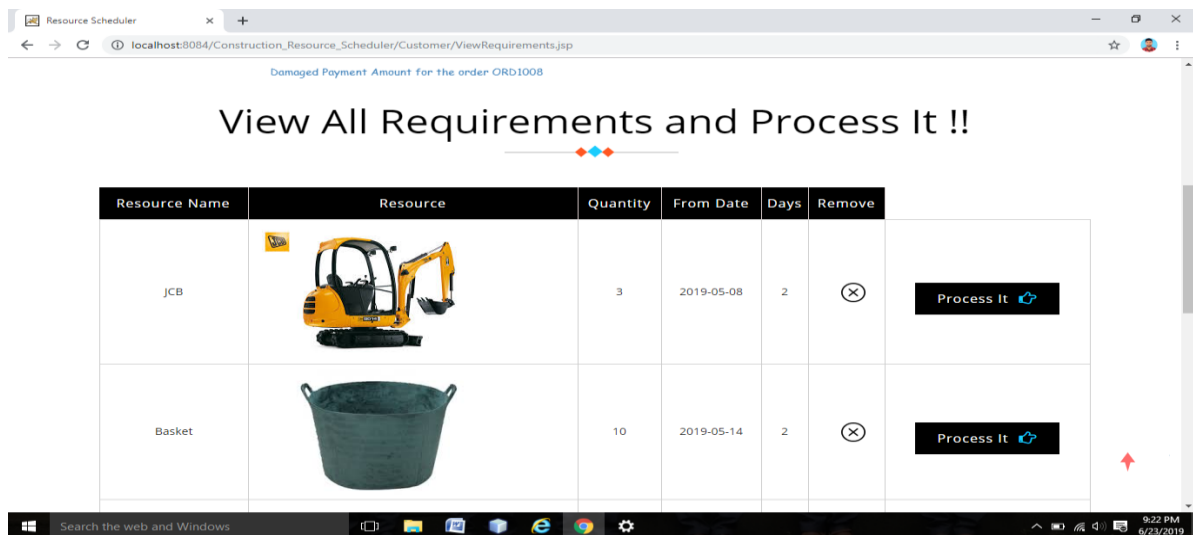 Resource Scheduler
localhost:8084/Construction_Resource_Scheduler/Customer/ViewRequirements.jsp
Damaged Payment Amount for the order ORD1008
View All Requirements and Process It !!
Resource Name Resource Quantity From Date Days Remove
JCB 3 2019-05-08 2 Process It
Basket 10 2019-05-14 2 Process It
Search the web and Windows
9:22 PM
6/23/2019